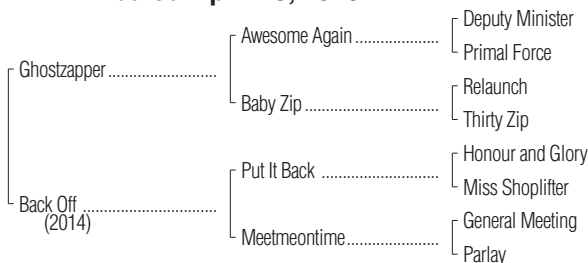 Deputy Minister
Awesome Again
Primal Force
Ghostzapper
Relaunch
Baby Zip
Thirty Zip
Honour and Glory
Put It Back
Miss Shoplifter
Back Off
(2014)
General Meeting
Meetmeontime
Parlay